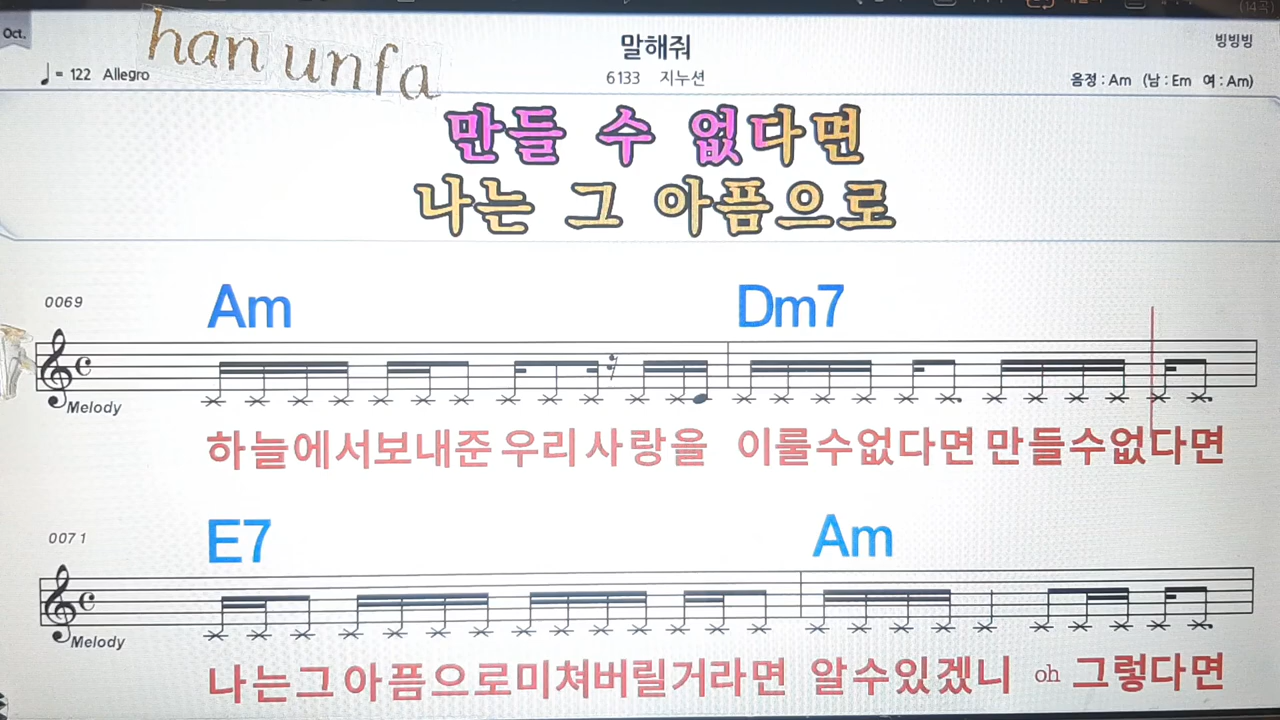 (14곡)
Oct.
han unfa
말해줘
빙빙빙
♩ = 122 Allegro
6133 지누션
음정 : Am (남 : Em 여 : Am)
만들 수 없다면
나는 그 아픔으로
0069
Am Dm7
Melody
하늘에서보내준 우리사랑을 이룰수없다면 만들수없다면
0071
E7 Am
Melody
나는그아픔으로미쳐버릴거라면 알수있겠니 oh 그렇다면